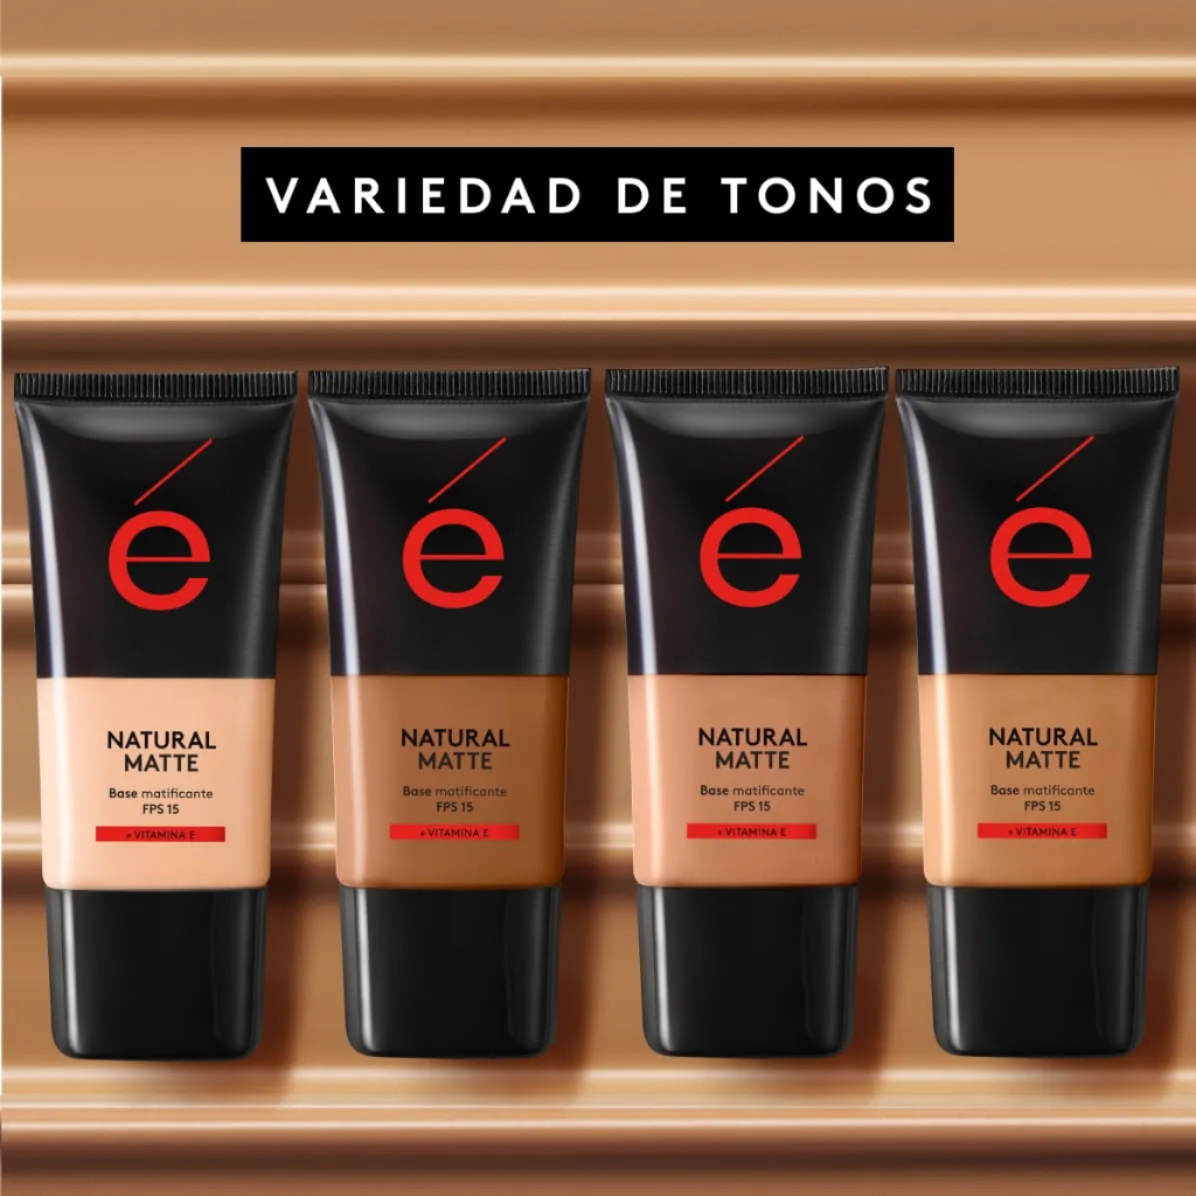 VARIEDAD DE TONOS
é
NATURAL
MATTE
Base matificante
FPS 15
+ VITAMINA E
é
NATURAL
MATTE
Base matificante
FPS 15
+ VITAMINA E
é
NATURAL
MATTE
Base matificante
FPS 15
+ VITAMINA E
é
NATURAL
MATTE
Base matificante
FPS 15
+ VITAMINA E